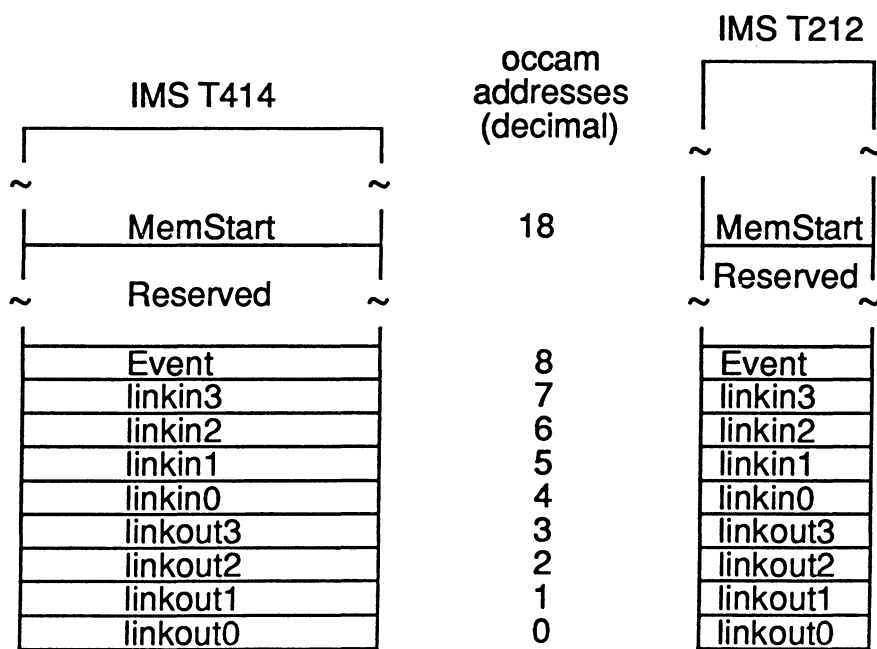 IMS T212
occam
addresses
(decimal)
IMS T414
~ ~ ~ ~
MemStart 18 MemStart
~ Reserved ~ ~ Reserved ~
Event 8 Event
linkin3 7 linkin3
linkin2 6 linkin2
linkin1 5 linkin1
linkin0 4 linkin0
linkout3 3 linkout3
linkout2 2 linkout2
linkout1 1 linkout1
linkout0 0 linkout0